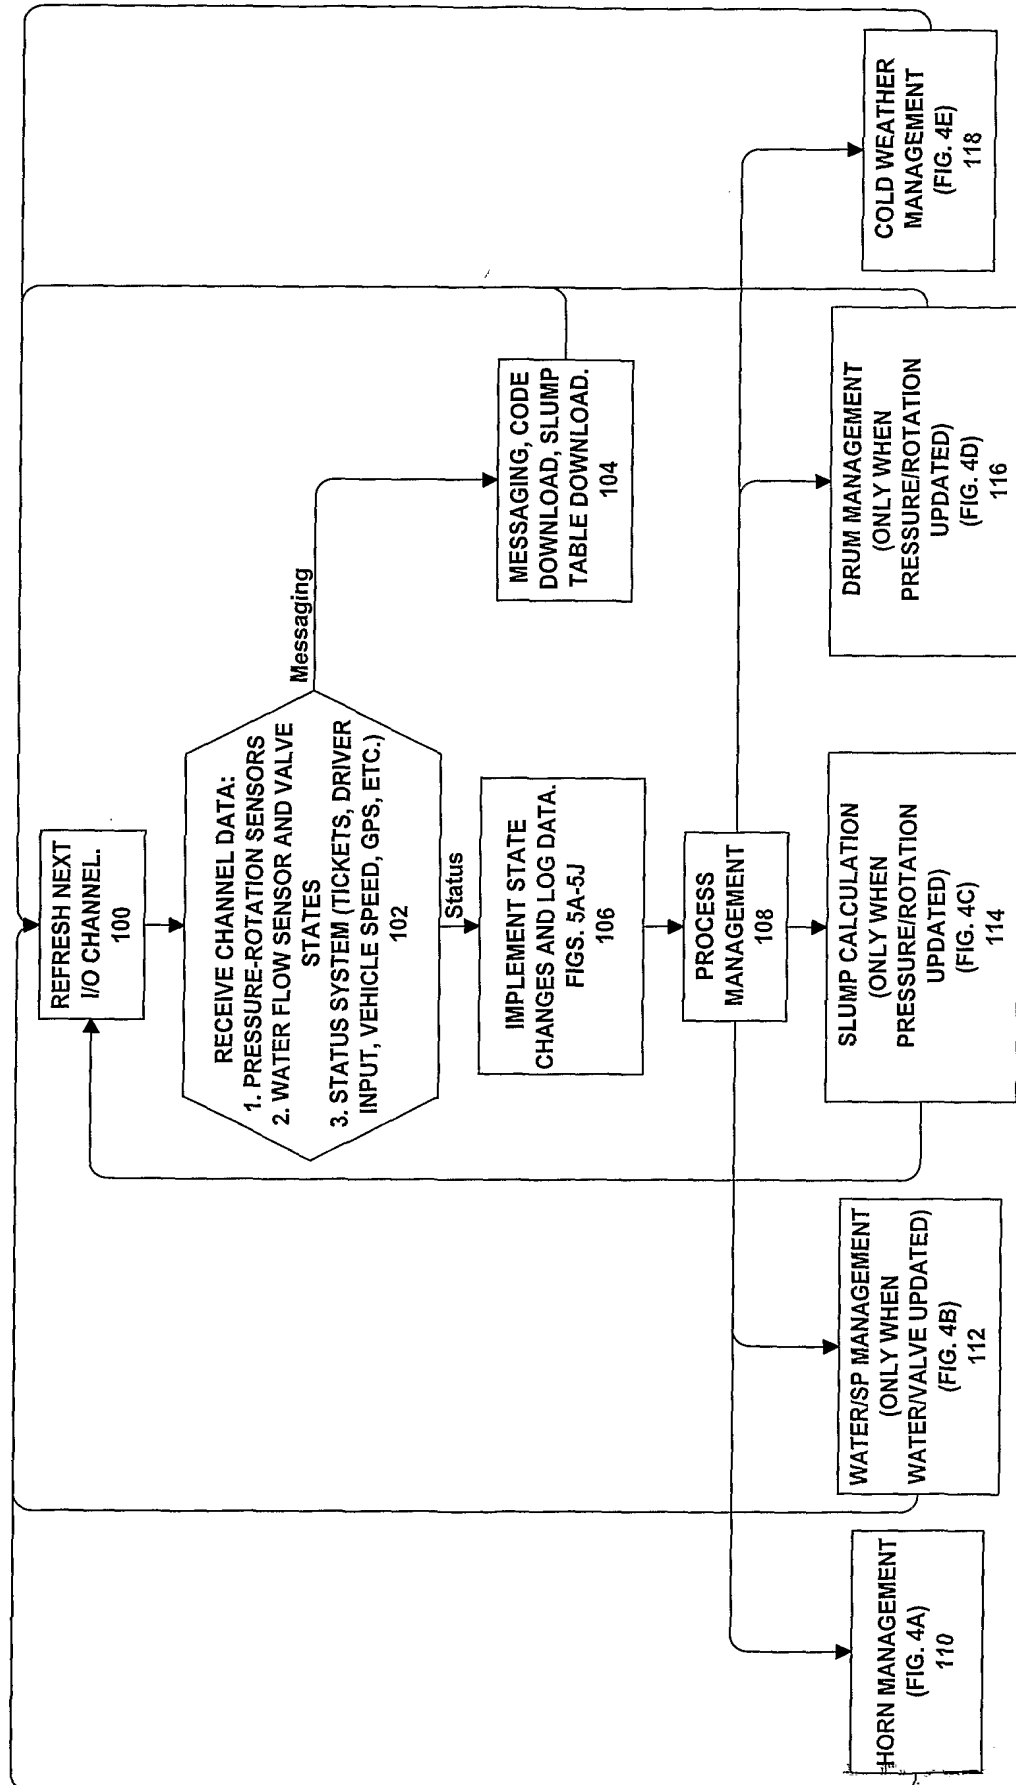 REFRESH NEXT
I/O CHANNEL.
100
RECEIVE CHANNEL DATA:
1. PRESSURE-ROTATION SENSORS
2. WATER FLOW SENSOR AND VALVE
STATES
3. STATUS SYSTEM (TICKETS, DRIVER
INPUT, VEHICLE SPEED, GPS, ETC.)
102
Messaging
Status
MESSAGING, CODE
DOWNLOAD, SLUMP
TABLE DOWNLOAD.
104
IMPLEMENT STATE
CHANGES AND LOG DATA.
FIGS. 5A-5J
106
PROCESS
MANAGEMENT
108
HORN MANAGEMENT
(FIG. 4A)
110
WATER/SP MANAGEMENT
(ONLY WHEN
WATER/VALVE UPDATED)
(FIG. 4B)
112
SLUMP CALCULATION
(ONLY WHEN
PRESSURE/ROTATION
UPDATED)
(FIG. 4C)
114
DRUM MANAGEMENT
(ONLY WHEN
PRESSURE/ROTATION
UPDATED)
(FIG. 4D)
116
COLD WEATHER
MANAGEMENT
(FIG. 4E)
118